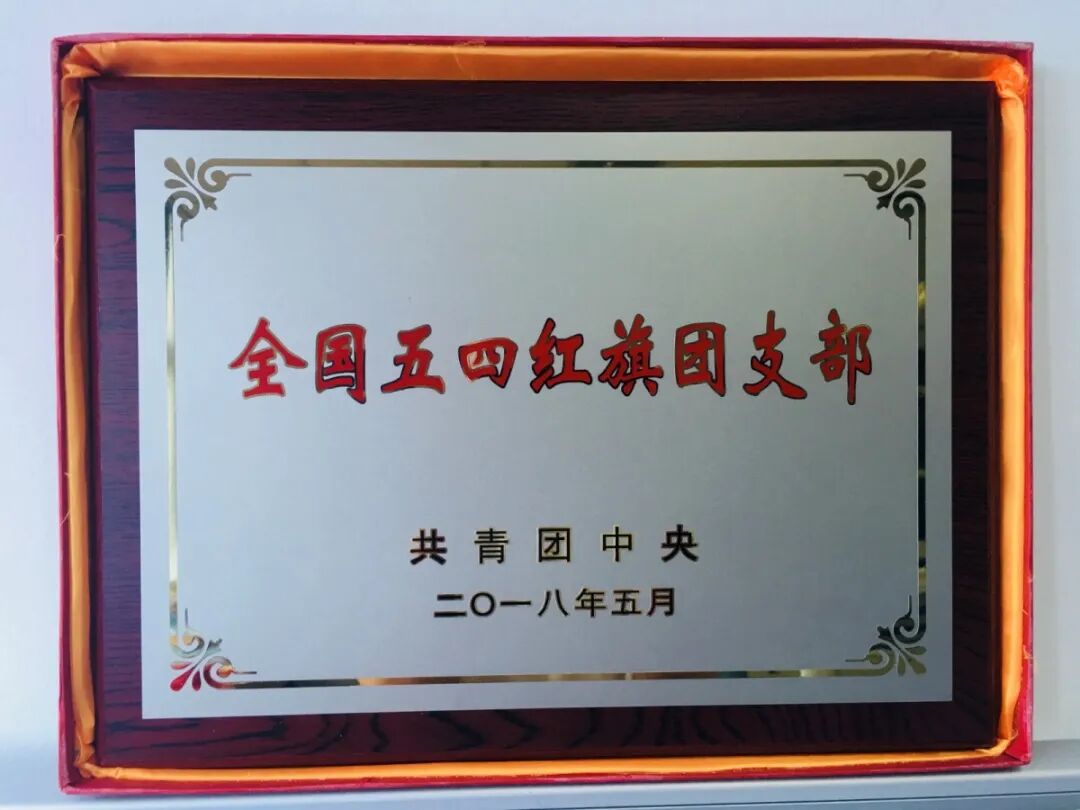 全国五四红旗团支部
共青团中央
二〇一八年五月